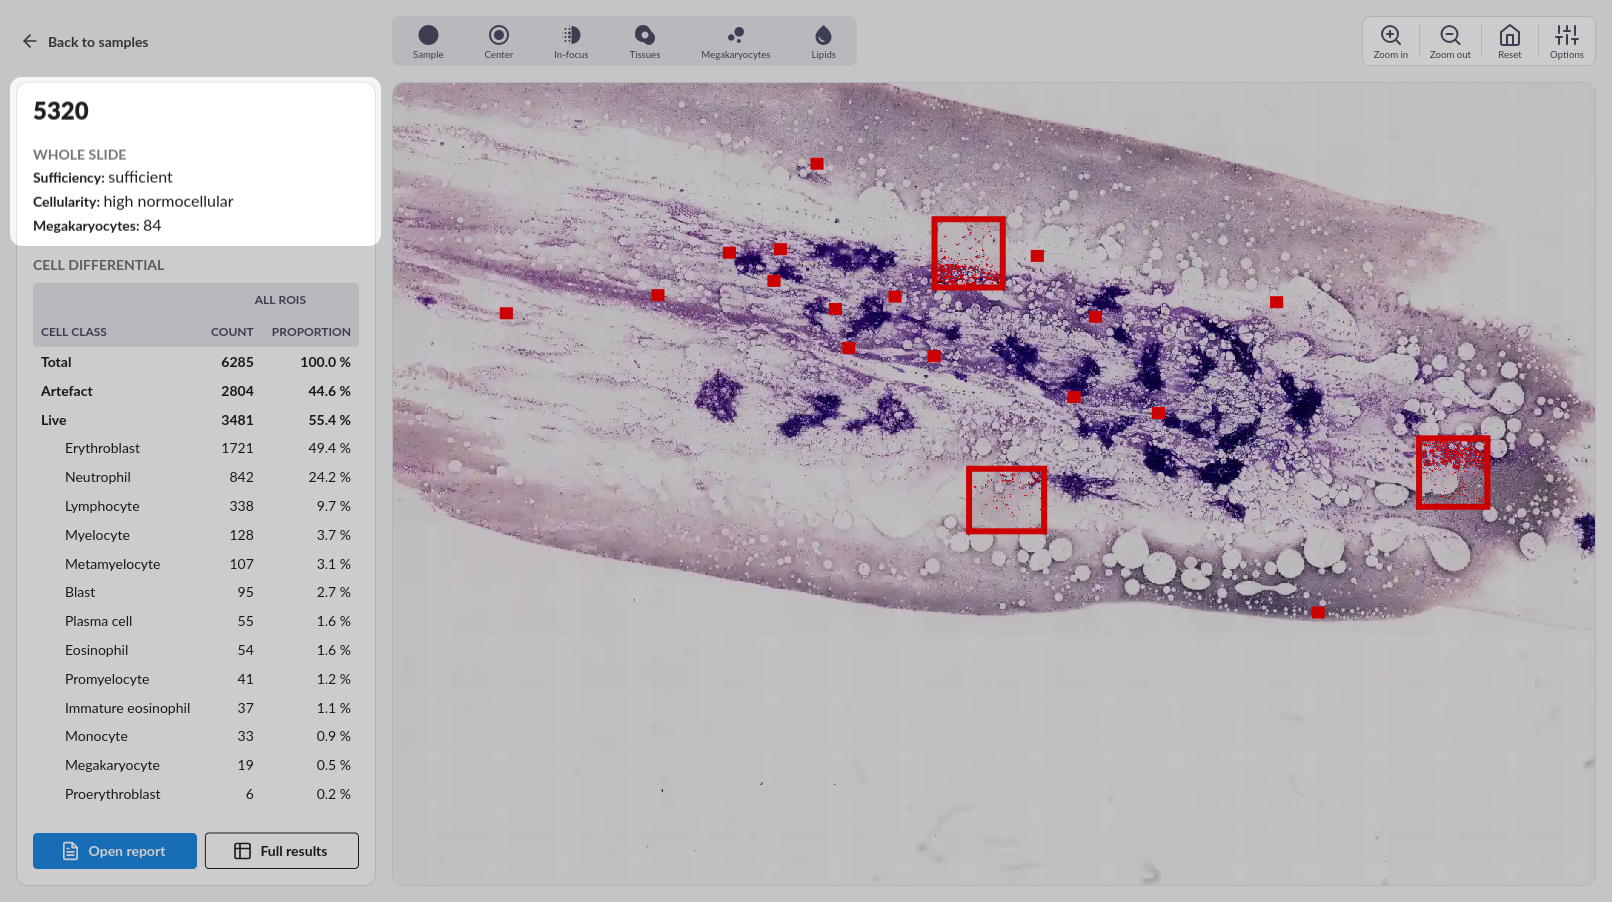 Back to samples
Sample Center In-focus Tissues Megakaryocytes Lipids
Zoom in Zoom out Reset Options
5320
WHOLE SLIDE
Sufficiency: sufficient
Cellularity: high normocellular
Megakaryocytes: 84
CELL DIFFERENTIAL
ALL ROIS
CELL CLASS COUNT PROPORTION
Total 6285 100.0 %
Artefact 2804 44.6 %
Live 3481 55.4 %
Erythroblast 1721 49.4 %
Neutrophil 842 24.2 %
Lymphocyte 338 9.7 %
Myelocyte 128 3.7 %
Metamyelocyte 107 3.1 %
Blast 95 2.7 %
Plasma cell 55 1.6 %
Eosinophil 54 1.6 %
Promyelocyte 41 1.2 %
Immature eosinophil 37 1.1 %
Monocyte 33 0.9 %
Megakaryocyte 19 0.5 %
Proerythroblast 6 0.2 %
Open report Full results